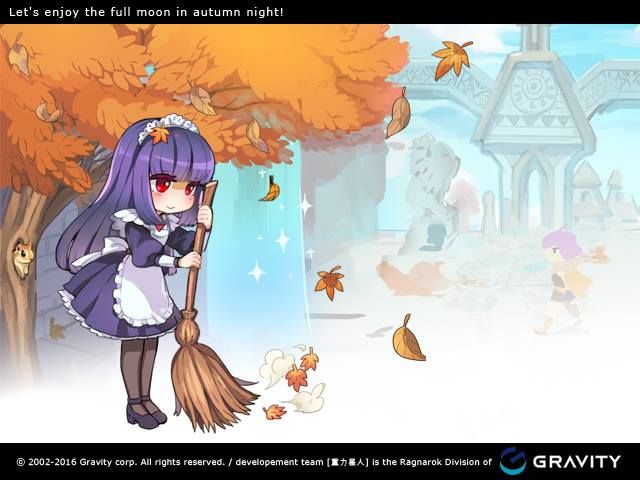 Let's enjoy the full moon in autumn night!
© 2002-2016 Gravity corp. All rights reserved. / developement team [重力星人] is the Ragnarok Division of GRAVITY